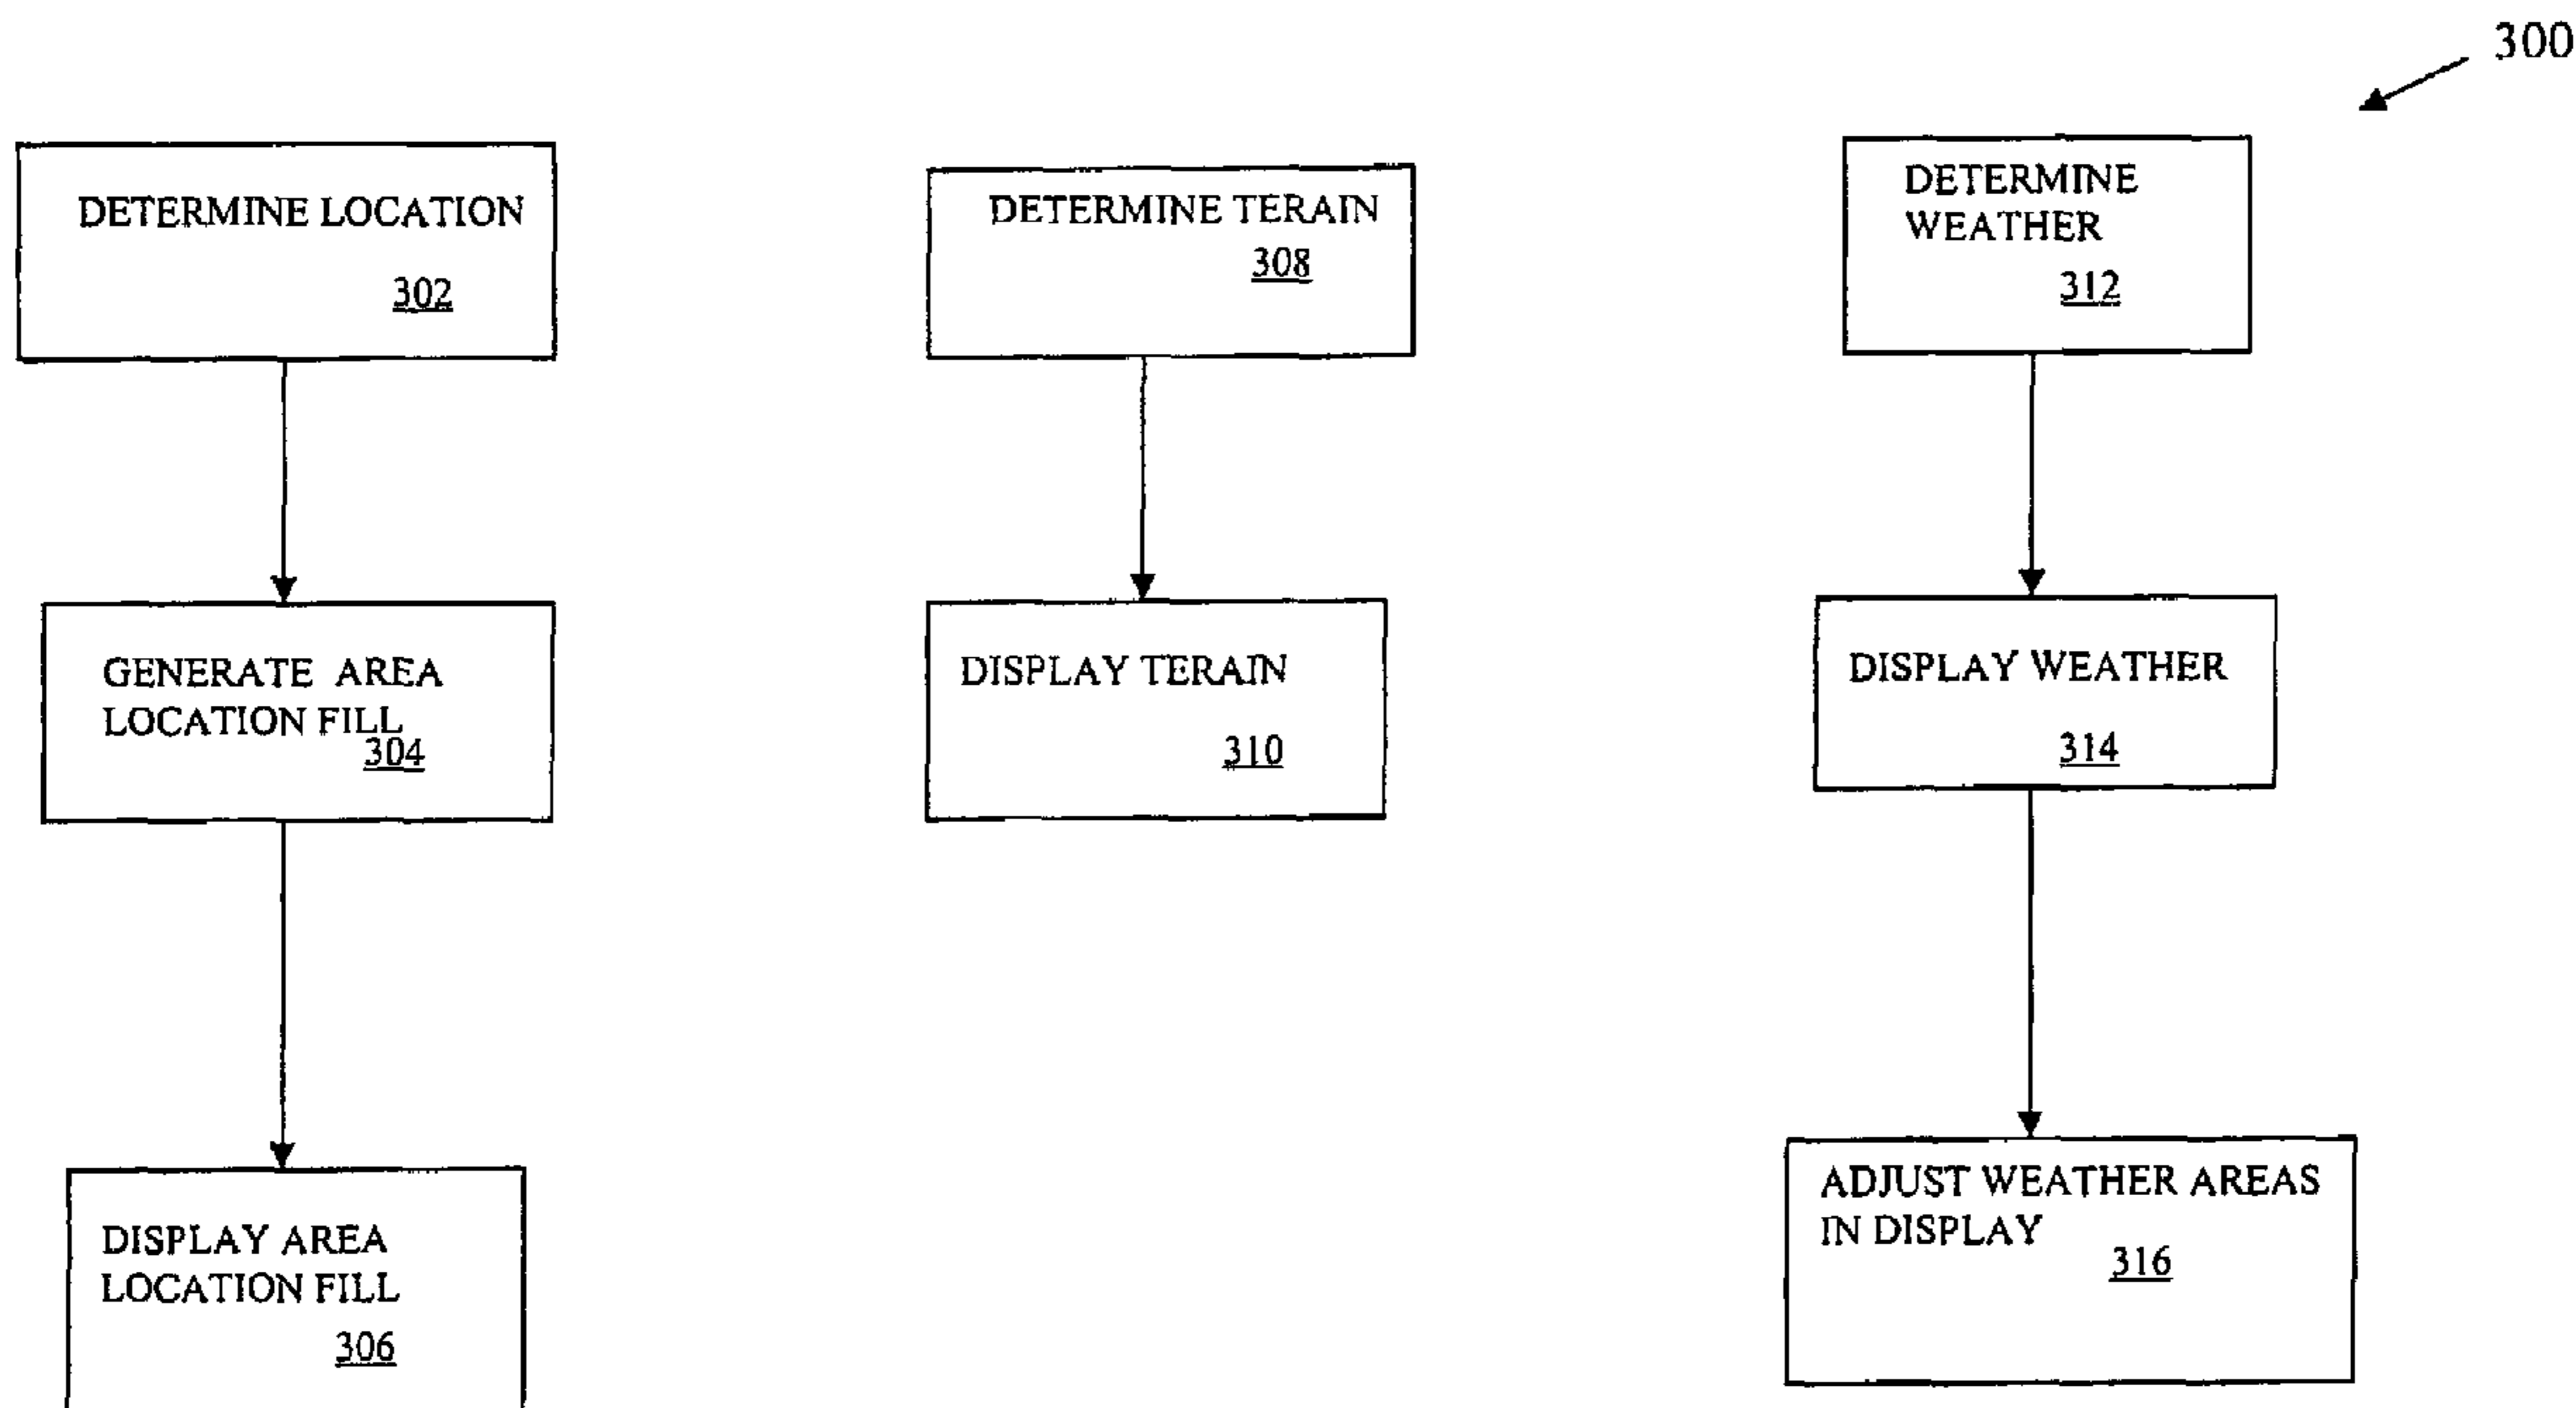 300
DETERMINE LOCATION
302
GENERATE AREA
LOCATION FILL
304
DISPLAY AREA
LOCATION FILL
306
DETERMINE TERAIN
308
DISPLAY TERAIN
310
DETERMINE
WEATHER
312
DISPLAY WEATHER
314
ADJUST WEATHER AREAS
IN DISPLAY
316